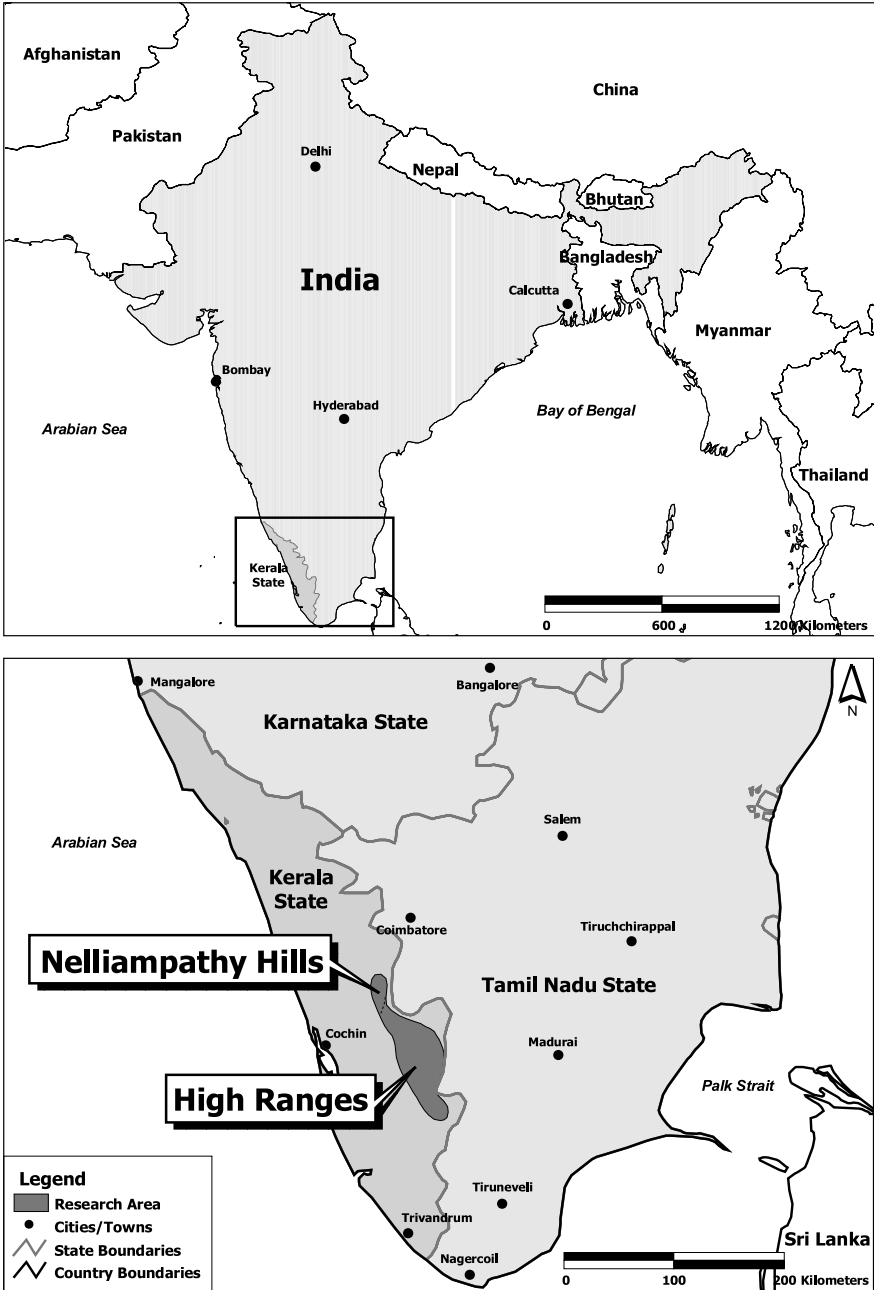 Afghanistan
China
Pakistan
Delhi
Nepal
Bhutan
Bangladesh
India
Calcutta
Myanmar
Bombay
Hyderabad
Arabian Sea
Bay of Bengal
Thailand
Kerala
State
0
600
1200 Kilometers
Mangalore
Bangalore
N
Karnataka State
Salem
Arabian Sea
Kerala
State
Coimbatore
Tiruchchirappal
Nelliampathy Hills
Tamil Nadu State
Cochin
Madurai
High Ranges
Palk Strait
Legend
Research Area
Cities/Towns
State Boundaries
Country Boundaries
Tiruneveli
Trivandrum
Nagercoil
Sri Lanka
0
100
200 Kilometers